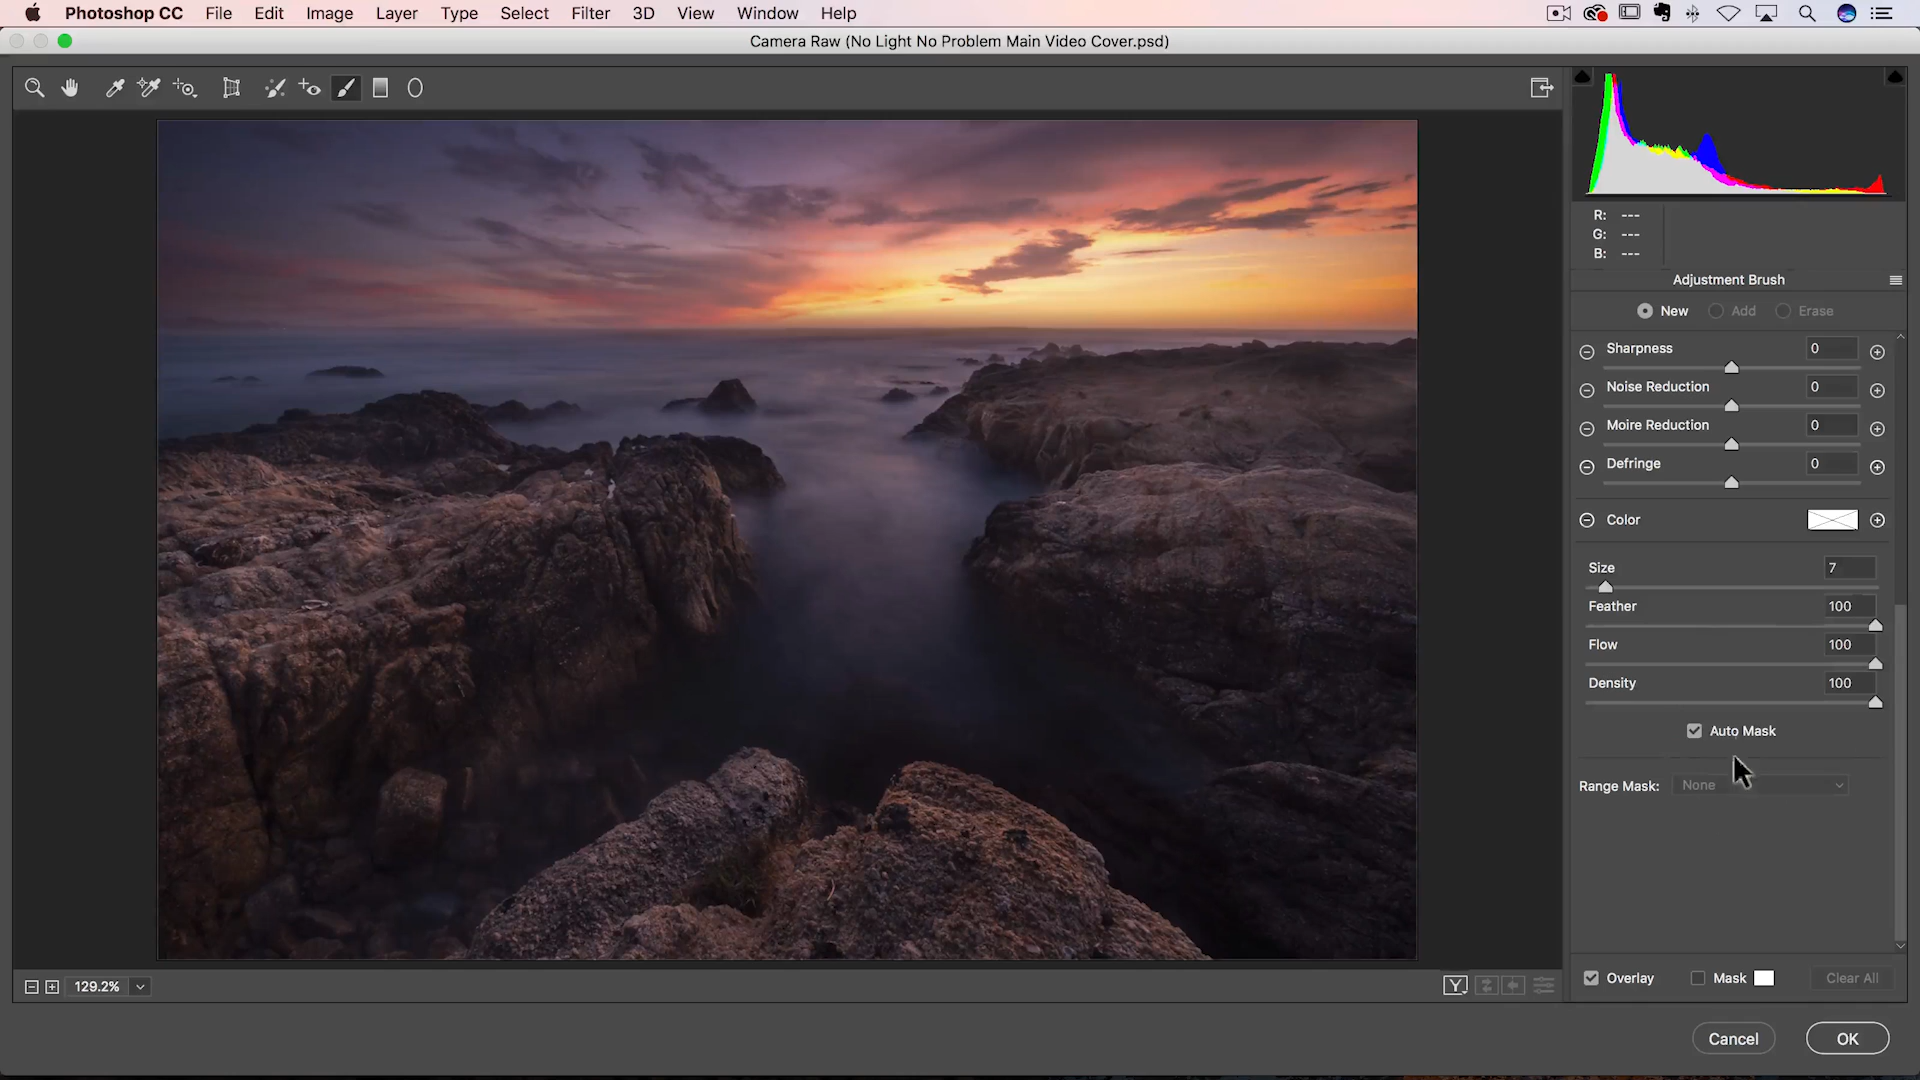 Photoshop CC File Edit Image Layer Type Select Filter 3D View Window Help
Camera Raw (No Light No Problem Main Video Cover.psd)
R: ---
G: ---
B: ---
Adjustment Brush
New Add Erase
Sharpness 0
Noise Reduction 0
Moire Reduction 0
Defringe 0
Color
Size 7
Feather 100
Flow 100
Density 100
Auto Mask
Range Mask: None
129.2% Y Overlay Mask Clear All
Cancel OK